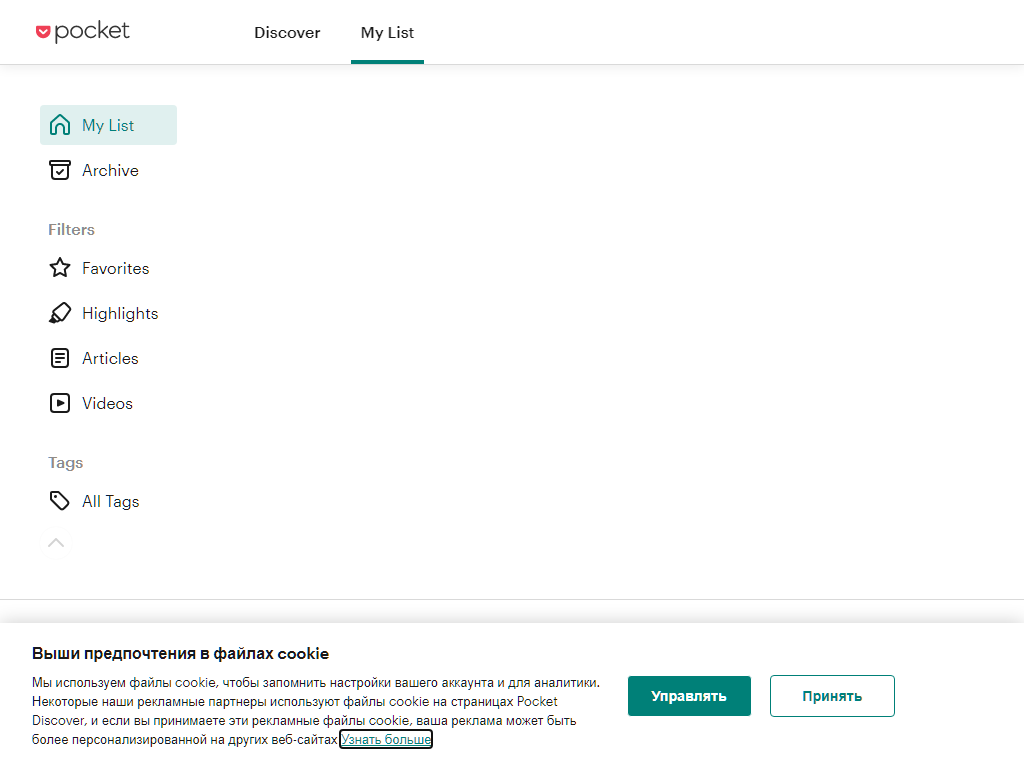 pocket
Discover
My List
My List
Archive
Filters
Favorites
Highlights
Articles
Videos
Tags
All Tags
Выши предпочтения в файлах cookie
Мы используем файлы cookie, чтобы запомнить настройки вашего аккаунта и для аналитики.
Некоторые наши рекламные партнеры используют файлы cookie на страницах Pocket
Discover, и если вы принимаете эти рекламные файлы cookie, ваша реклама может быть
более персонализированной на других веб-сайтах Узнать больше
Управлять
Принять